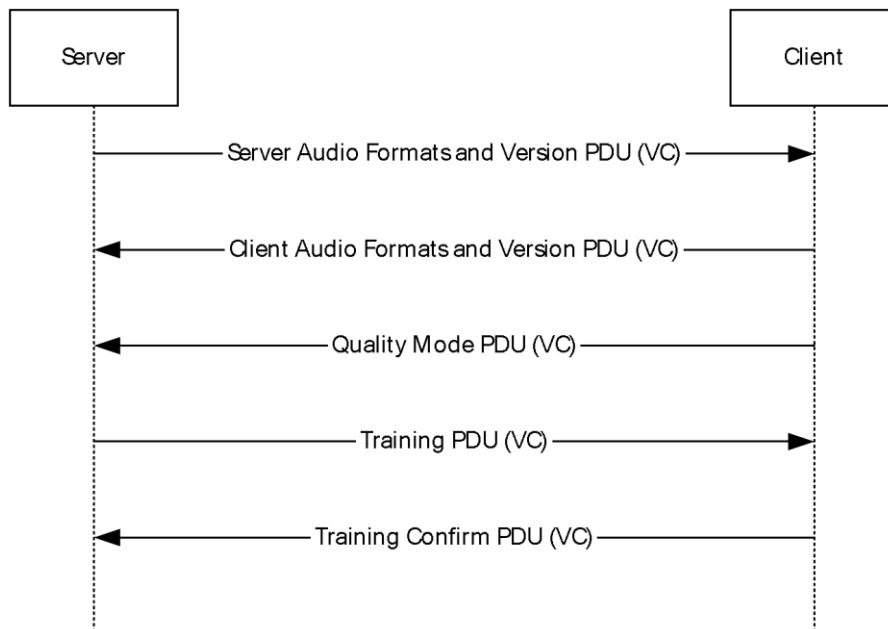 Server
Client
Server Audio Formats and Version PDU (VC)
Client Audio Formats and Version PDU (VC)
Quality Mode PDU (VC)
Training PDU (VC)
Training Confirm PDU (VC)